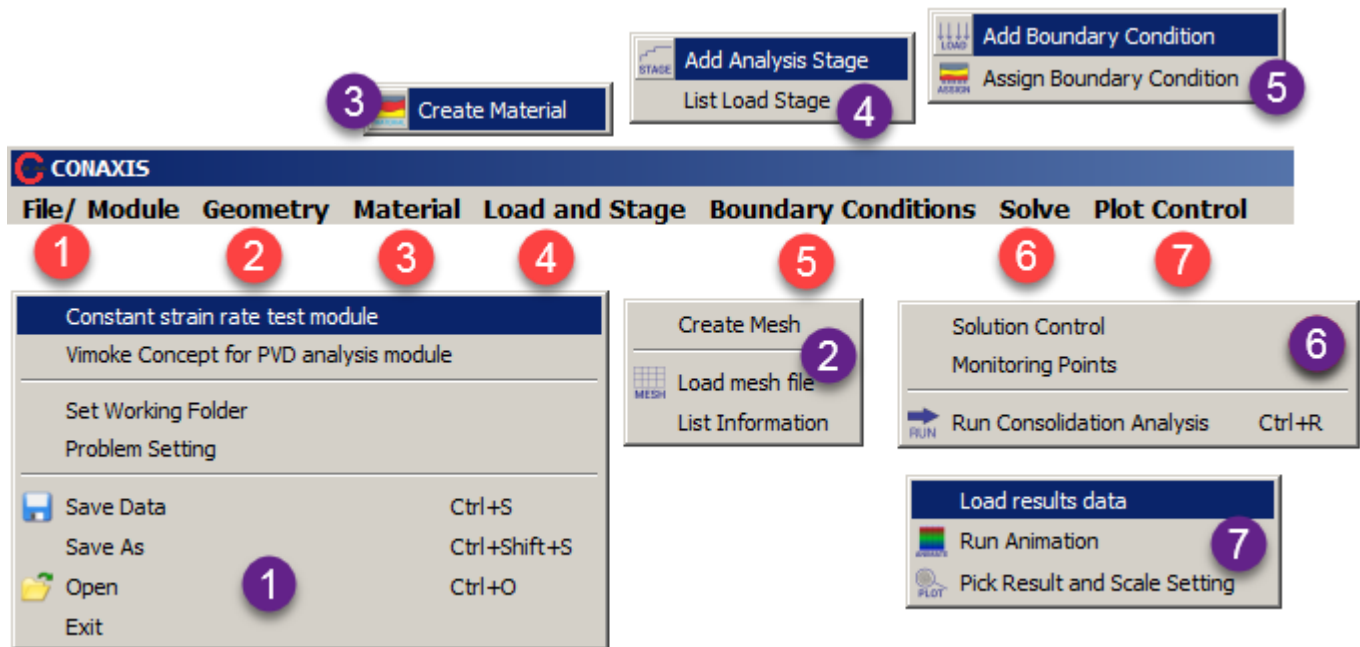 Add Boundary Condition
LOAD
Assign Boundary Condition
ASSIGN
5
Add Analysis Stage
STAGE
List Load Stage
4
3
Create Material
CONAXIS
File/ Module Geometry Material Load and Stage Boundary Conditions Solve Plot Control
1 2 3 4 5 6 7
Constant strain rate test module
Vimoke Concept for PVD analysis module
Set Working Folder
Problem Setting
Save Data Ctrl+S
Save As Ctrl+Shift+S
Open Ctrl+O
1
Exit
Create Mesh
2
Load mesh file
MESH
List Information
Solution Control
6
Monitoring Points
Run Consolidation Analysis Ctrl+R
RUN
Load results data
Run Animation
ANIMATE
7
Pick Result and Scale Setting
PLOT